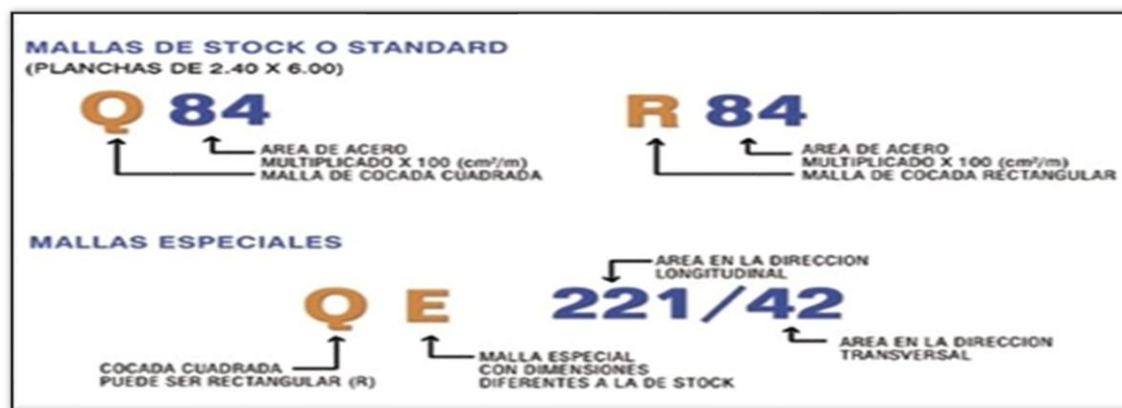 MALLAS DE STOCK O STANDARD
(PLANCHAS DE 2.40 X 6.00)
Q 84
AREA DE ACERO
MULTIPLICADO X 100 (cm²/m)
MALLA DE COCADA CUADRADA
R 84
AREA DE ACERO
MULTIPLICADO X 100 (cm²/m)
MALLA DE COCADA RECTANGULAR
MALLAS ESPECIALES
AREA EN LA DIRECCION
LONGITUDINAL
Q E 221/42
COCADA CUADRADA
PUEDE SER RECTANGULAR (R)
MALLA ESPECIAL
CON DIMENSIONES
DIFERENTES A LA DE STOCK
AREA EN LA DIRECCION
TRANSVERSAL